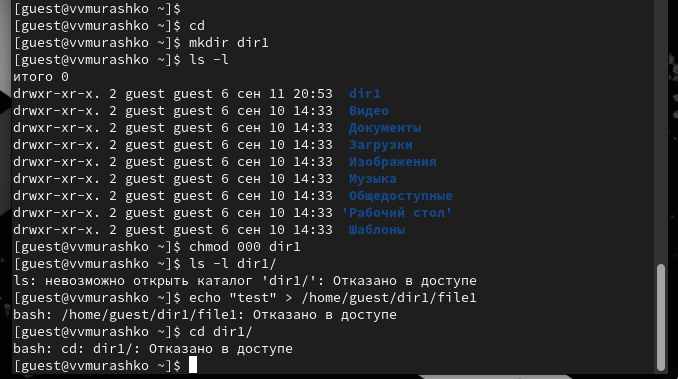 [guest@vvmurashko ~]$
[guest@vvmurashko ~]$ cd
[guest@vvmurashko ~]$ mkdir dir1
[guest@vvmurashko ~]$ ls -l
итого 0
drwxr-xr-x. 2 guest guest 6 сен 11 20:53  dir1
drwxr-xr-x. 2 guest guest 6 сен 10 14:33  Видео
drwxr-xr-x. 2 guest guest 6 сен 10 14:33  Документы
drwxr-xr-x. 2 guest guest 6 сен 10 14:33  Загрузки
drwxr-xr-x. 2 guest guest 6 сен 10 14:33  Изображения
drwxr-xr-x. 2 guest guest 6 сен 10 14:33  Музыка
drwxr-xr-x. 2 guest guest 6 сен 10 14:33  Общедоступные
drwxr-xr-x. 2 guest guest 6 сен 10 14:33 'Рабочий стол'
drwxr-xr-x. 2 guest guest 6 сен 10 14:33  Шаблоны
[guest@vvmurashko ~]$ chmod 000 dir1
[guest@vvmurashko ~]$ ls -l dir1/
ls: невозможно открыть каталог 'dir1/': Отказано в доступе
[guest@vvmurashko ~]$ echo "test" > /home/guest/dir1/file1
bash: /home/guest/dir1/file1: Отказано в доступе
[guest@vvmurashko ~]$ cd dir1/
bash: cd: dir1/: Отказано в доступе
[guest@vvmurashko ~]$